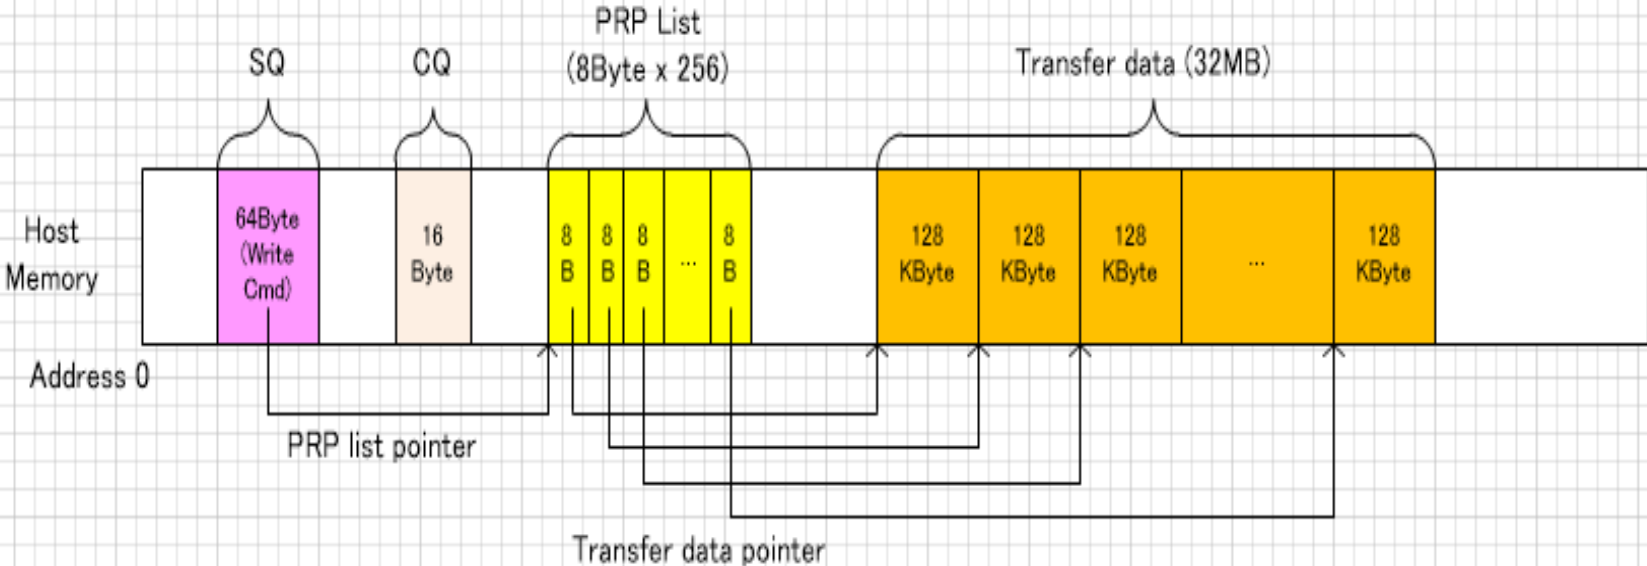 PRP List
(8Byte x 256)
SQ
CQ
Transfer data (32MB)
Host
Memory
64Byte
(Write
Cmd)
16
Byte
8
B
8
B
8
B
...
8
B
128
KByte
128
KByte
128
KByte
...
128
KByte
Address 0
PRP list pointer
Transfer data pointer